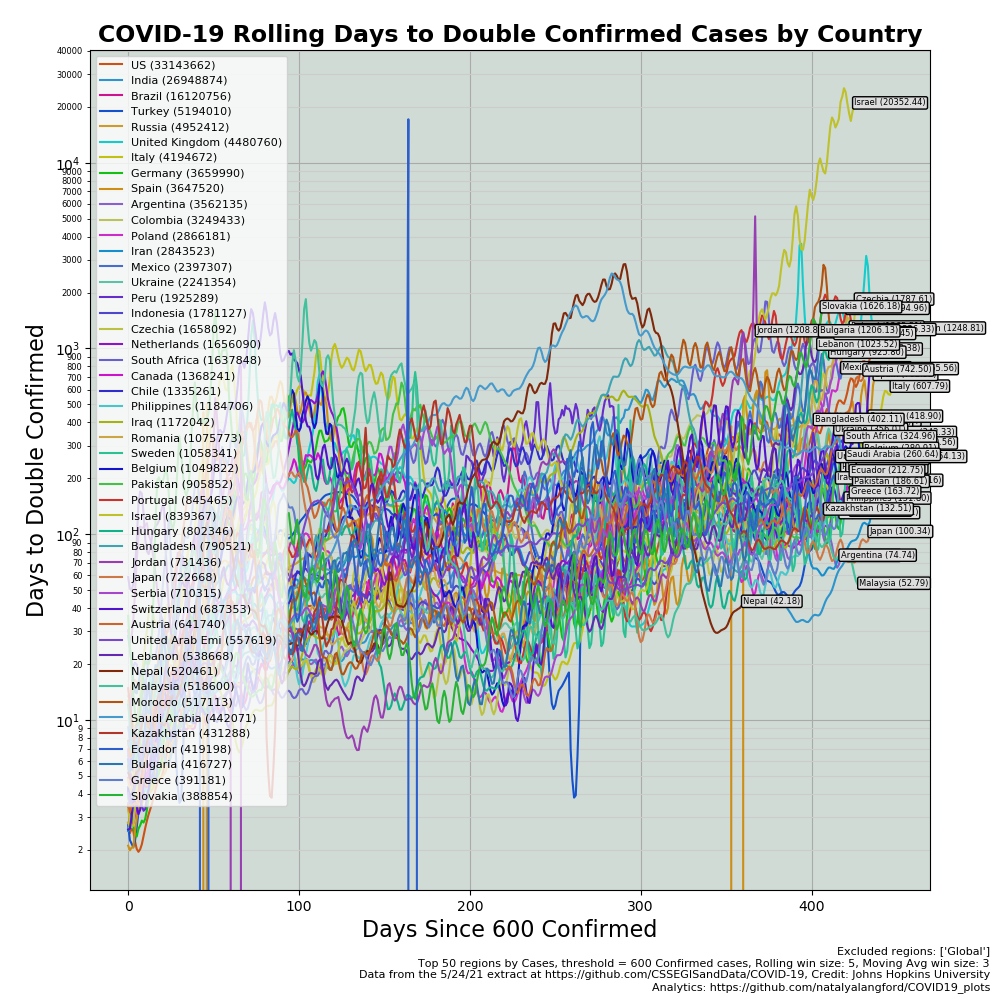 COVID-19 Rolling Days to Double Confirmed Cases by Country
Days to Double Confirmed
40000
30000
20000
10^4
9000
8000
7000
6000
5000
4000
3000
2000
10^3
900
800
700
600
500
400
300
200
10^2
90
80
70
60
50
40
30
20
10^1
9
8
7
6
5
4
3
2
US (33143662)
India (26948874)
Brazil (16120756)
Turkey (5194010)
Russia (4952412)
United Kingdom (4480760)
Italy (4194672)
Germany (3659990)
Spain (3647520)
Argentina (3562135)
Colombia (3249433)
Poland (2866181)
Iran (2843523)
Mexico (2397307)
Ukraine (2241354)
Peru (1925289)
Indonesia (1781127)
Czechia (1658092)
Netherlands (1656090)
South Africa (1637848)
Canada (1368241)
Chile (1335261)
Philippines (1184706)
Iraq (1172042)
Romania (1075773)
Sweden (1058341)
Belgium (1049822)
Pakistan (905852)
Portugal (845465)
Israel (839367)
Hungary (802346)
Bangladesh (790521)
Jordan (731436)
Japan (722668)
Serbia (710315)
Switzerland (687353)
Austria (641740)
United Arab Emi (557619)
Lebanon (538668)
Nepal (520461)
Malaysia (518600)
Morocco (517113)
Saudi Arabia (442071)
Kazakhstan (431288)
Ecuador (419198)
Bulgaria (416727)
Greece (391181)
Slovakia (388854)
Israel (20352.44)
Czechia (1787.61)
Slovakia (1626.18)
Jordan (1208.8
Bulgaria (1206.13)
(1248.81)
Lebanon (1023.52)
Hungary (925.80)
Austria (742.50)
Italy (607.79)
(418.90)
Bangladesh (402.11)
South Africa (324.96)
Saudi Arabia (260.64)
Ecuador (212.75)
Pakistan (186.61)
Greece (163.72)
Kazakhstan (132.51)
Japan (100.34)
Argentina (74.74)
Malaysia (52.79)
Nepal (42.18)
0
100
200
300
400
Days Since 600 Confirmed
Excluded regions: ['Global']
Top 50 regions by Cases, threshold = 600 Confirmed cases, Rolling win size: 5, Moving Avg win size: 3
Data from the 5/24/21 extract at https://github.com/CSSEGISandData/COVID-19, Credit: Johns Hopkins University
Analytics: https://github.com/natalyalangford/COVID19_plots